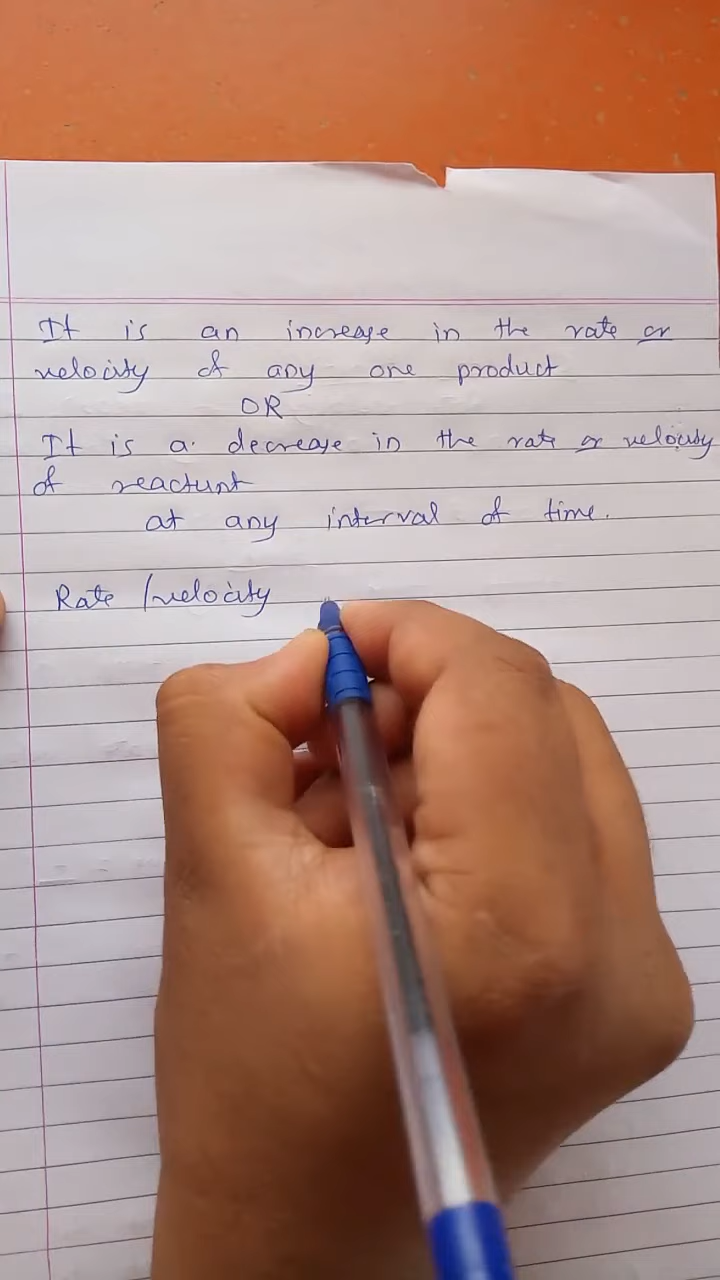 It is an increase in the rate or
velocity of any one product
OR
It is a decrease in the rate or velocity
of reactunt
at any interval of time.
Rate /velocity